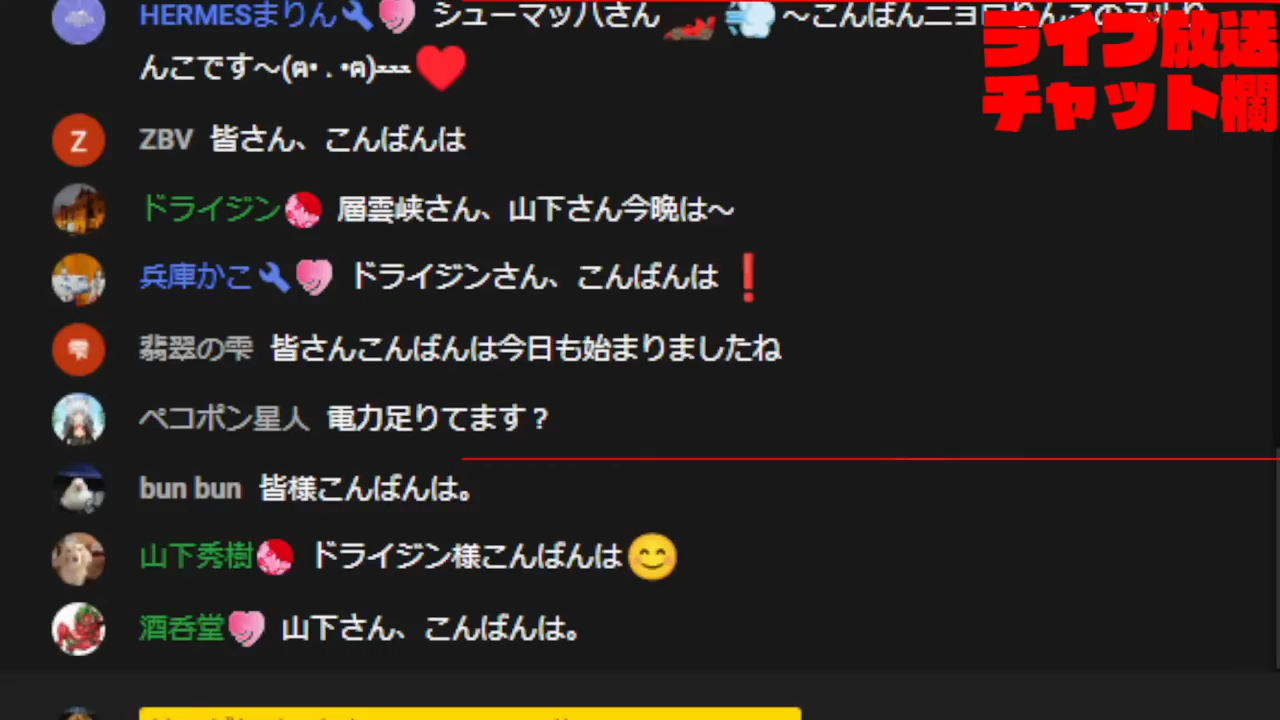 HERMESまりん シューマッハさん 〜こんばんニョロりんこのヌルり
んこです〜(ฅ• . •ฅ)
ライブ放送
チャット欄
Z ZBV 皆さん、こんばんは
ドライジン 層雲峡さん、山下さん今晩は〜
兵庫かこ ドライジンさん、こんばんは❗
雫 翡翠の雫 皆さんこんばんは今日も始まりましたね
ペコポン星人 電力足りてます？
bun bun 皆様こんばんは。
山下秀樹 ドライジン様こんばんは😊
酒呑堂 山下さん、こんばんは。